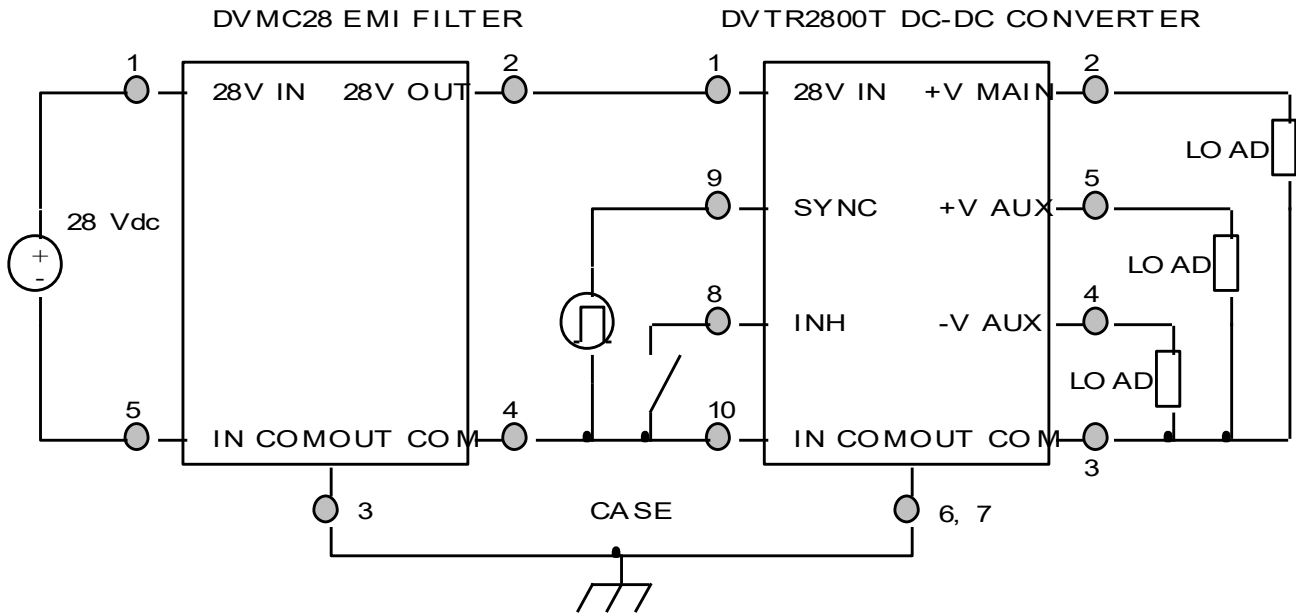 DVMC28 EMI FILTER DVTR2800T DC-DC CONVERTER
1 2 1 2
28V IN 28V OUT 28V IN +V MAIN
LOAD
9 5
SYNC +V AUX
28 Vdc
+
-
LOAD
8 4
INH -V AUX
LOAD
5 4 10
IN COM OUT COM IN COM OUT COM
3
3 CASE 6, 7